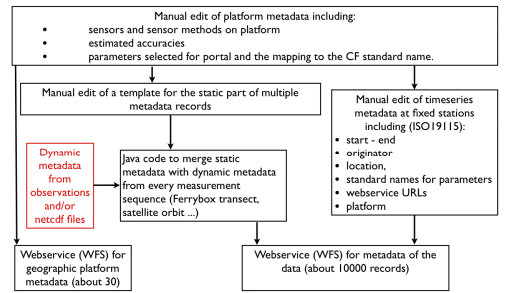 Manual edit of platform metadata including:
• sensors and sensor methods on platform
• estimated accuracies
• parameters selected for portal and the mapping to the CF standard name.
Manual edit of a template for the static part of multiple
metadata records
Manual edit of timeseries
metadata at fixed stations
including (ISO19115):
• start - end
• originator
• location,
• standard names for parameters
• webservice URLs
• platform
Dynamic
metadata
from
observations
and/or
netcdf files
Java code to merge static
metadata with dynamic metadata
from every measurement
sequence (Ferrybox transect,
satellite orbit ...)
Webservice (WFS) for
geographic platform
metadata (about 30)
Webservice (WFS) for metadata of the
data (about 10000 records)